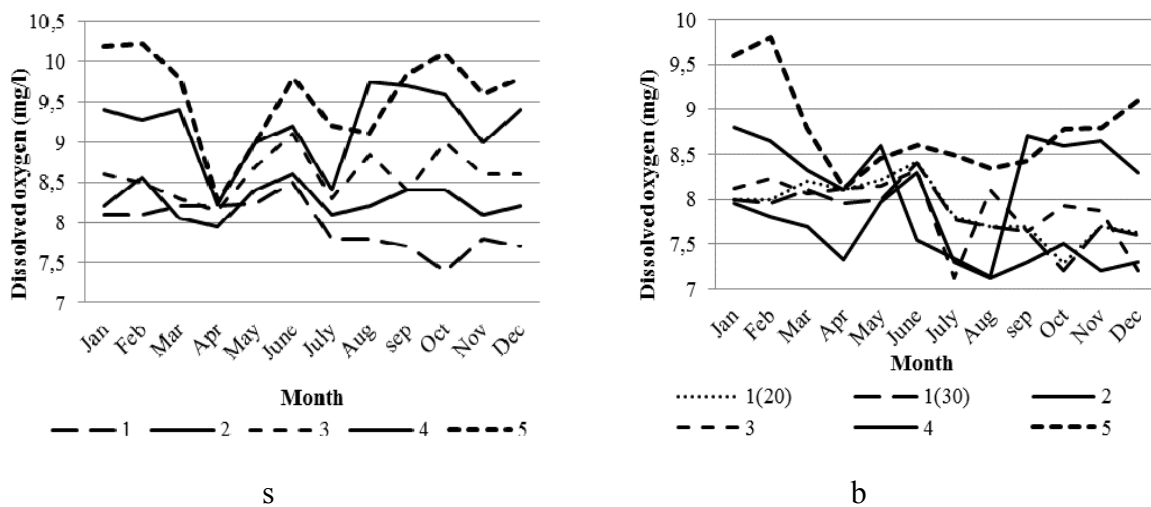 Dissolved oxygen (mg/l)
10,5
10
9,5
9
8,5
8
7,5
7
Jan Feb Mar Apr May June July Aug sep Oct Nov Dec
Month
1 2 3 4 5
s
Dissolved oxygen (mg/l)
10
9,5
9
8,5
8
7,5
7
Jan Feb Mar Apr May June July Aug sep Oct Nov Dec
Month
1(20) 1(30) 2
3 4 5
b